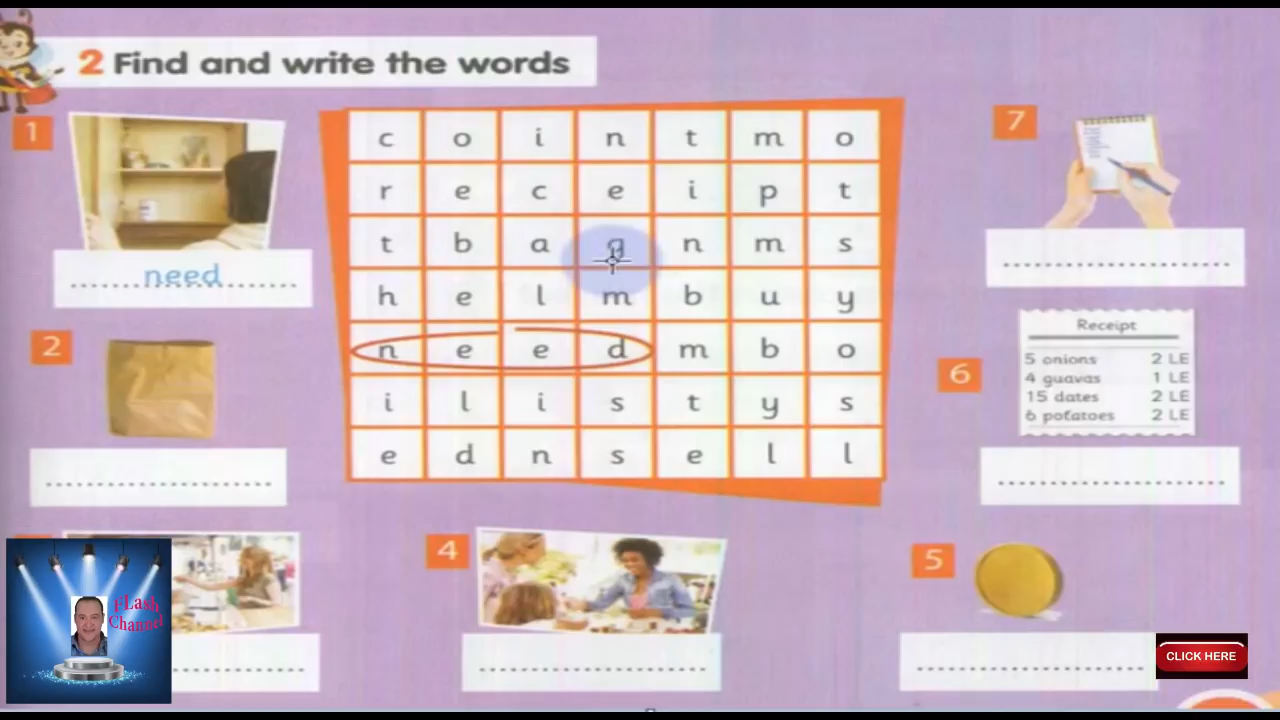 2 Find and write the words
1
need
2
c o i n t m o
r e c e i p t
t b a g n m s
h e l m b u y
n e e d m b o
i l i s t y s
e d n s e l l
7
6
Receipt
5 onions 2 LE
4 guavas 1 LE
15 dates 2 LE
6 potatoes 2 LE
4
5
FLash
Channel
CLICK HERE